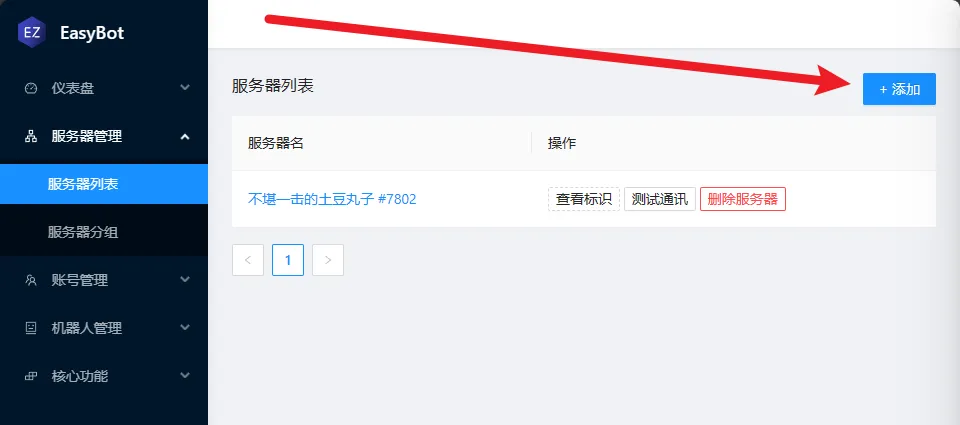 EZ EasyBot
仪表盘
服务器管理
服务器列表
服务器分组
账号管理
机器人管理
核心功能
服务器列表
+ 添加
服务器名 操作
不堪一击的土豆丸子 #7802 查看标识 测试通讯 删除服务器
< 1 >